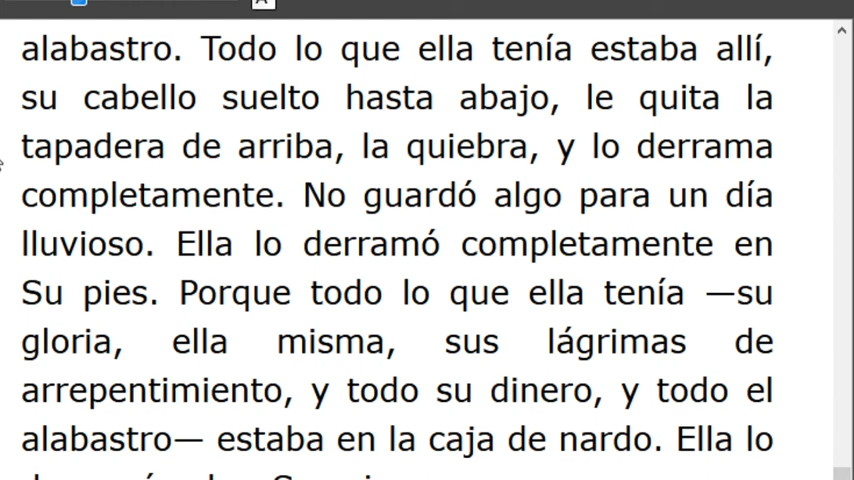 alabastro. Todo lo que ella tenía estaba allí,
su cabello suelto hasta abajo, le quita la
tapadera de arriba, la quiebra, y lo derrama
completamente. No guardó algo para un día
lluvioso. Ella lo derramó completamente en
Su pies. Porque todo lo que ella tenía —su
gloria, ella misma, sus lágrimas de
arrepentimiento, y todo su dinero, y todo el
alabastro— estaba en la caja de nardo. Ella lo